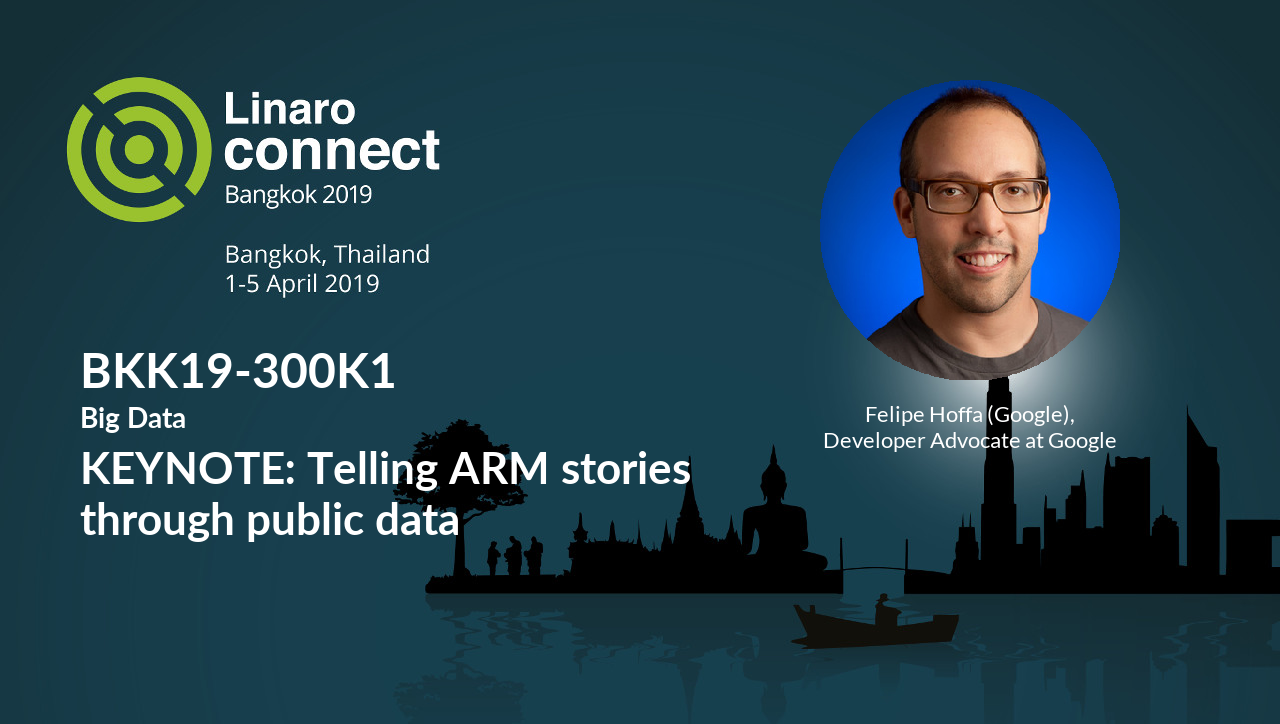 Linaro
connect
Bangkok 2019
Bangkok, Thailand
1-5 April 2019
BKK19-300K1
Big Data
KEYNOTE: Telling ARM stories
through public data
Felipe Hoffa (Google),
Developer Advocate at Google